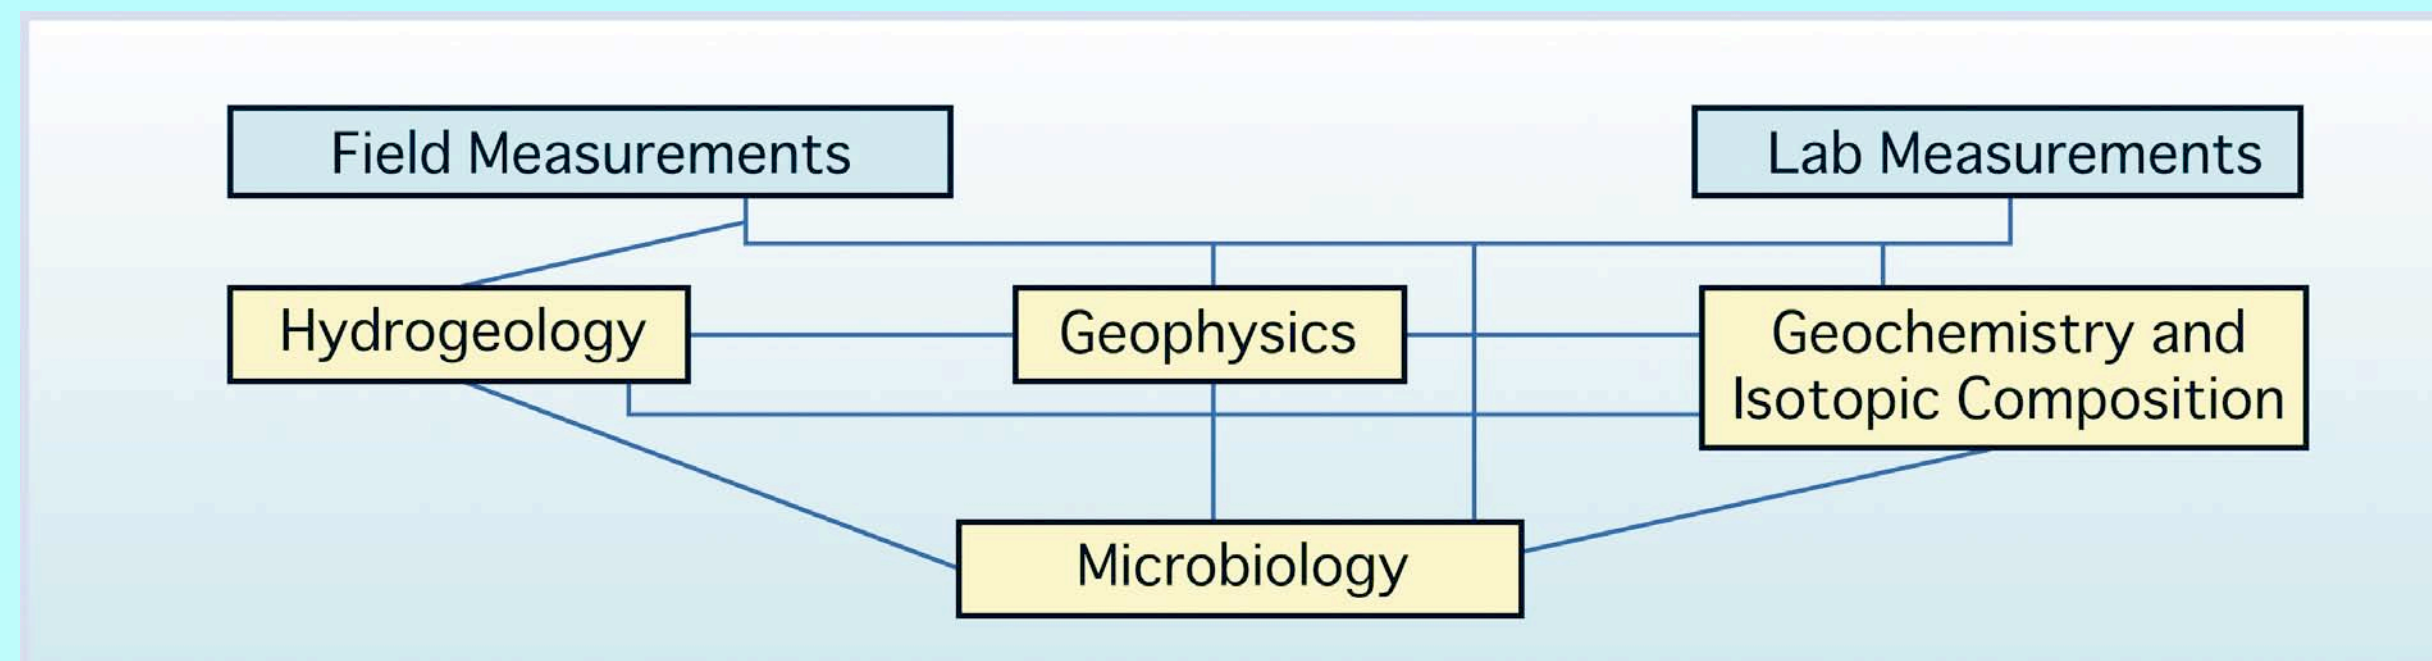 Field Measurements
Lab Measurements
Hydrogeology
Geophysics
Geochemistry and
Isotopic Composition
Microbiology